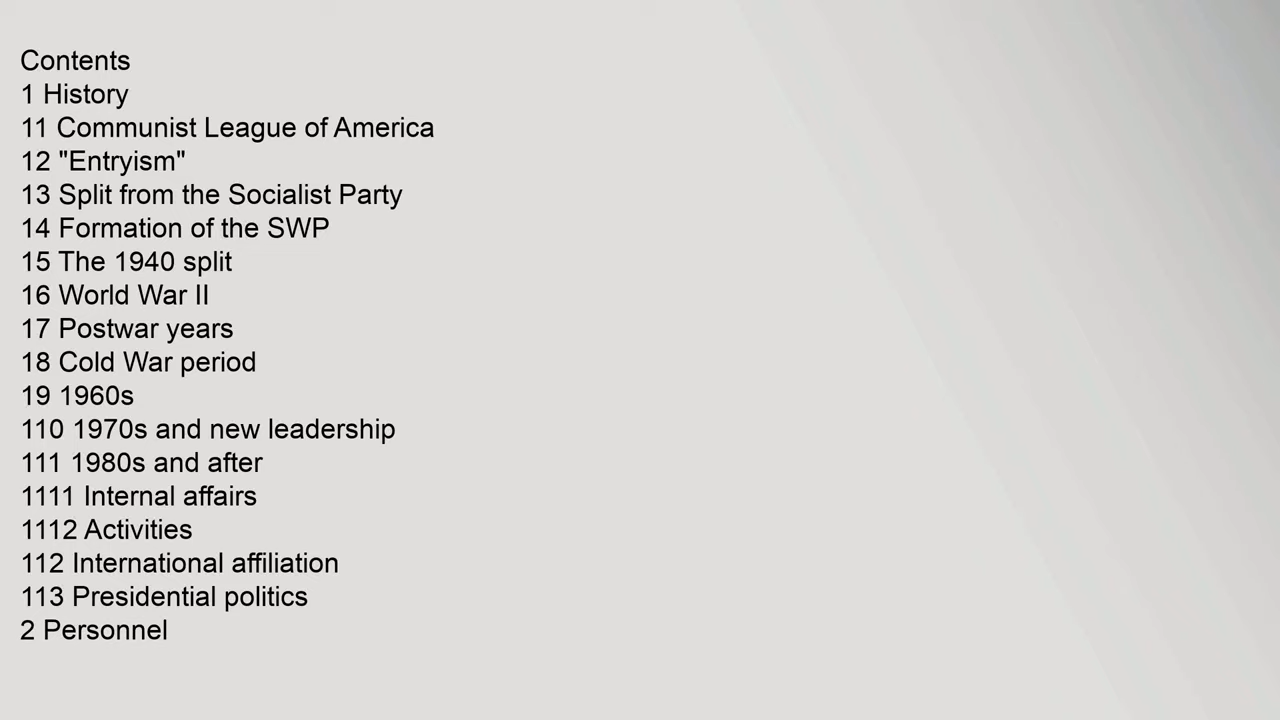 Contents
1 History
11 Communist League of America
12 "Entryism"
13 Split from the Socialist Party
14 Formation of the SWP
15 The 1940 split
16 World War II
17 Postwar years
18 Cold War period
19 1960s
110 1970s and new leadership
111 1980s and after
1111 Internal affairs
1112 Activities
112 International affiliation
113 Presidential politics
2 Personnel